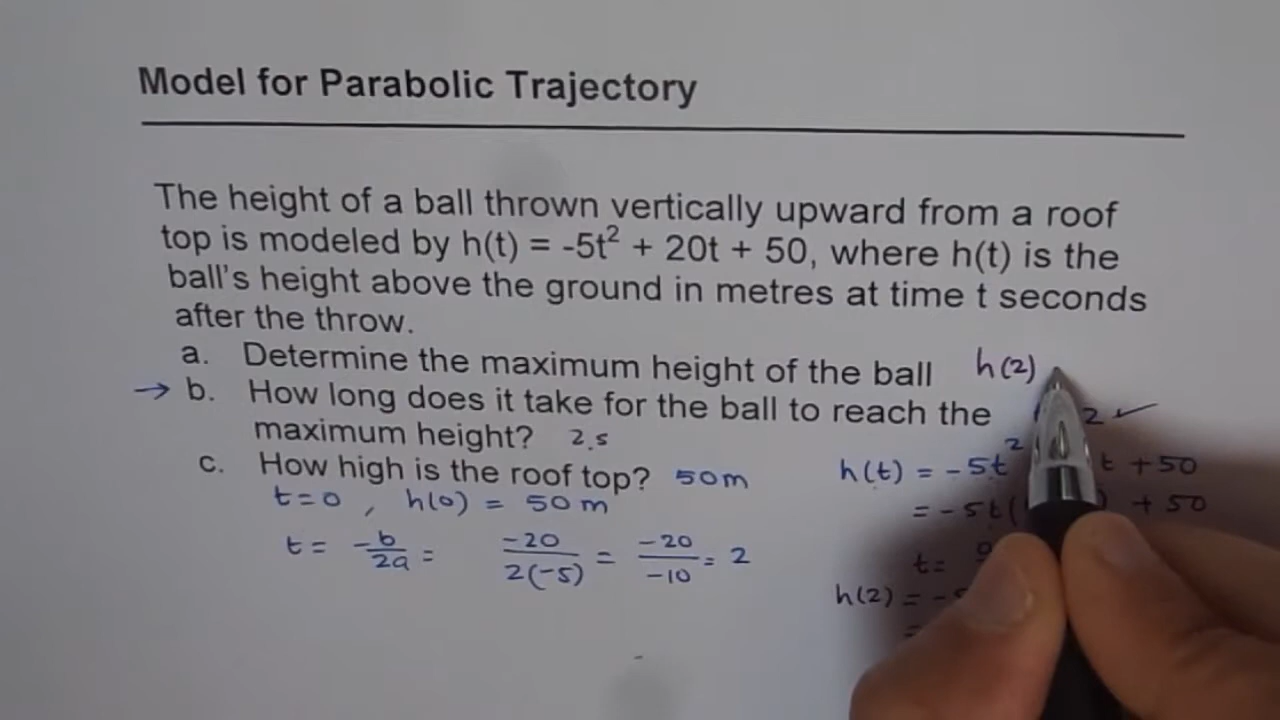 Model for Parabolic Trajectory
The height of a ball thrown vertically upward from a roof
top is modeled by h(t) = -5t² + 20t + 50, where h(t) is the
ball's height above the ground in metres at time t seconds
after the throw.
a. Determine the maximum height of the ball h(2)
→ b. How long does it take for the ball to reach the 2 ✓
maximum height? 2.s
c. How high is the roof top? 50m
h(t) = -5t² t +50
t=0 , h(0) = 50 m
= -5t( ) +50
t = -b/2a = -20/2(-5) = -20/-10 = 2
t=
h(2) = -5
=